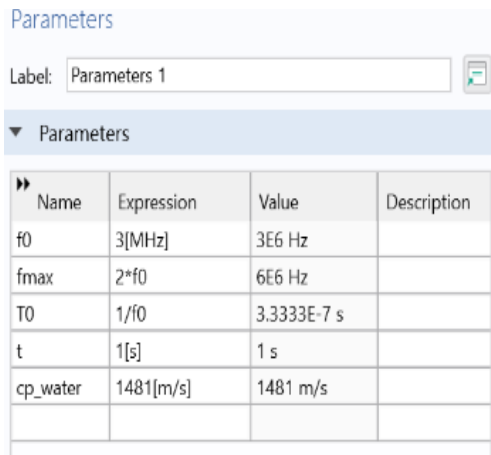 Parameters
Label: Parameters 1
Parameters
Name Expression Value Description
f0 3[MHz] 3E6 Hz
fmax 2*f0 6E6 Hz
T0 1/f0 3.3333E-7 s
t 1[s] 1 s
cp_water 1481[m/s] 1481 m/s